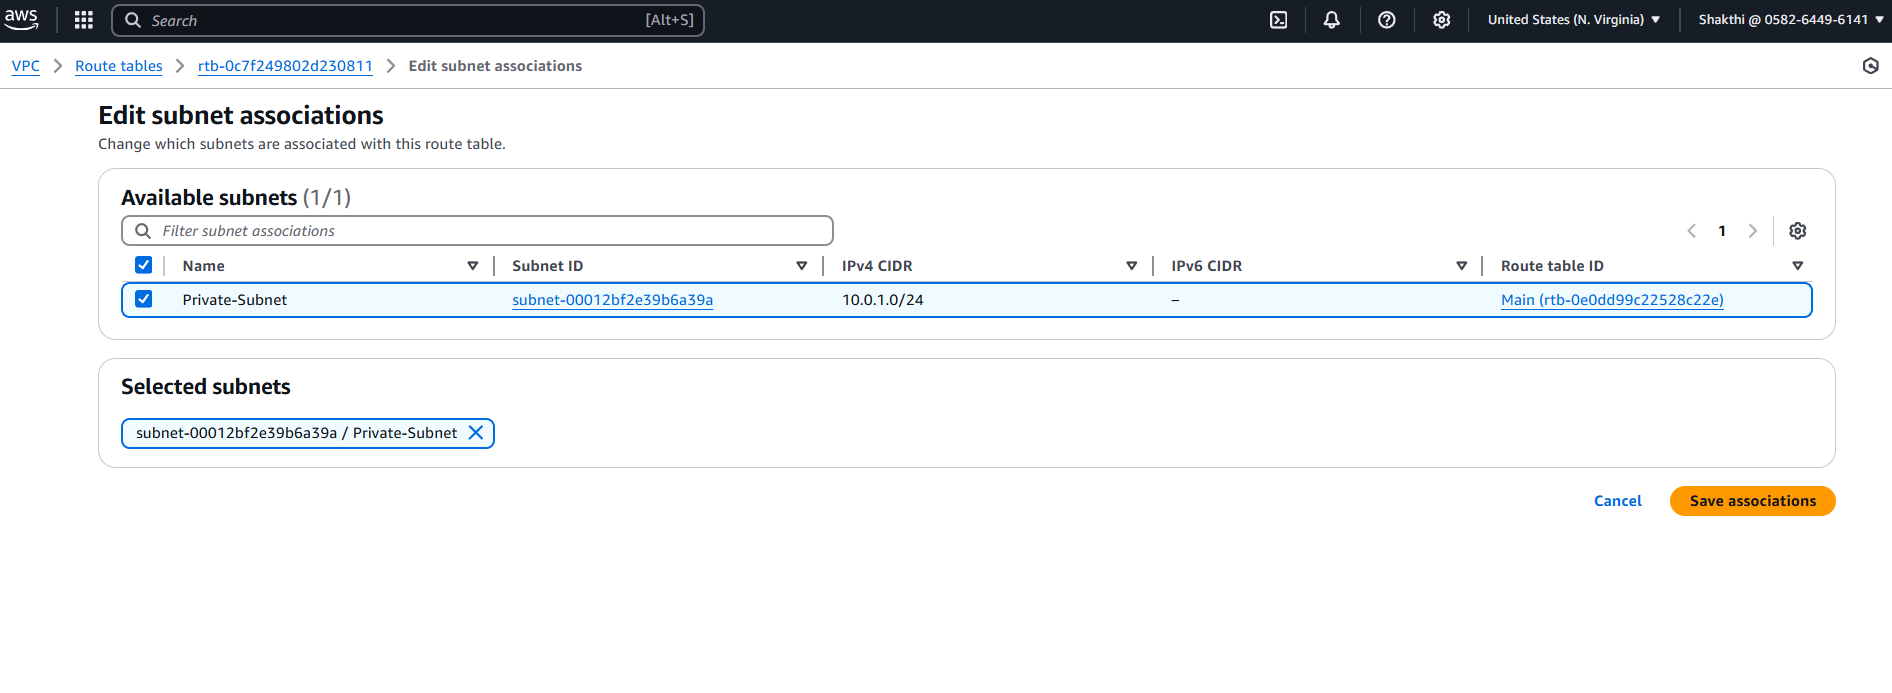 aws Search [Alt+S] United States (N. Virginia) Shakthi @ 0582-6449-6141
VPC Route tables rtb-0c7f249802d230811 Edit subnet associations
Edit subnet associations
Change which subnets are associated with this route table.
Available subnets (1/1)
Filter subnet associations 1
Name Subnet ID IPv4 CIDR IPv6 CIDR Route table ID
Private-Subnet subnet-00012bf2e39b6a39a 10.0.1.0/24 – Main (rtb-0e0dd99c22528c22e)
Selected subnets
subnet-00012bf2e39b6a39a / Private-Subnet
Cancel Save associations